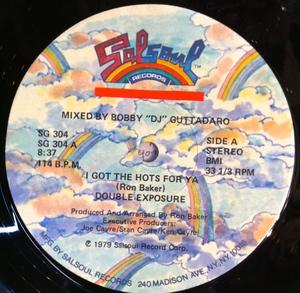 Salsoul
RECORDS
TM
MIXED BY BOBBY "DJ" GUTTADARO
SG 304
SG 304 A
8:37
114 B.P.M.
SIDE A
STEREO
BMI
33 1/3 RPM
I GOT THE HOTS FOR YA
(Ron Baker)
DOUBLE EXPOSURE
Produced And Arranged By Ron Baker
Executive Producers:
Joe Cayre/Stan Cayre/Ken Cayre
© 1979 Salsoul Record Corp.
MFG BY SALSOUL RECORDS 240 MADISON AVE, NY, NY